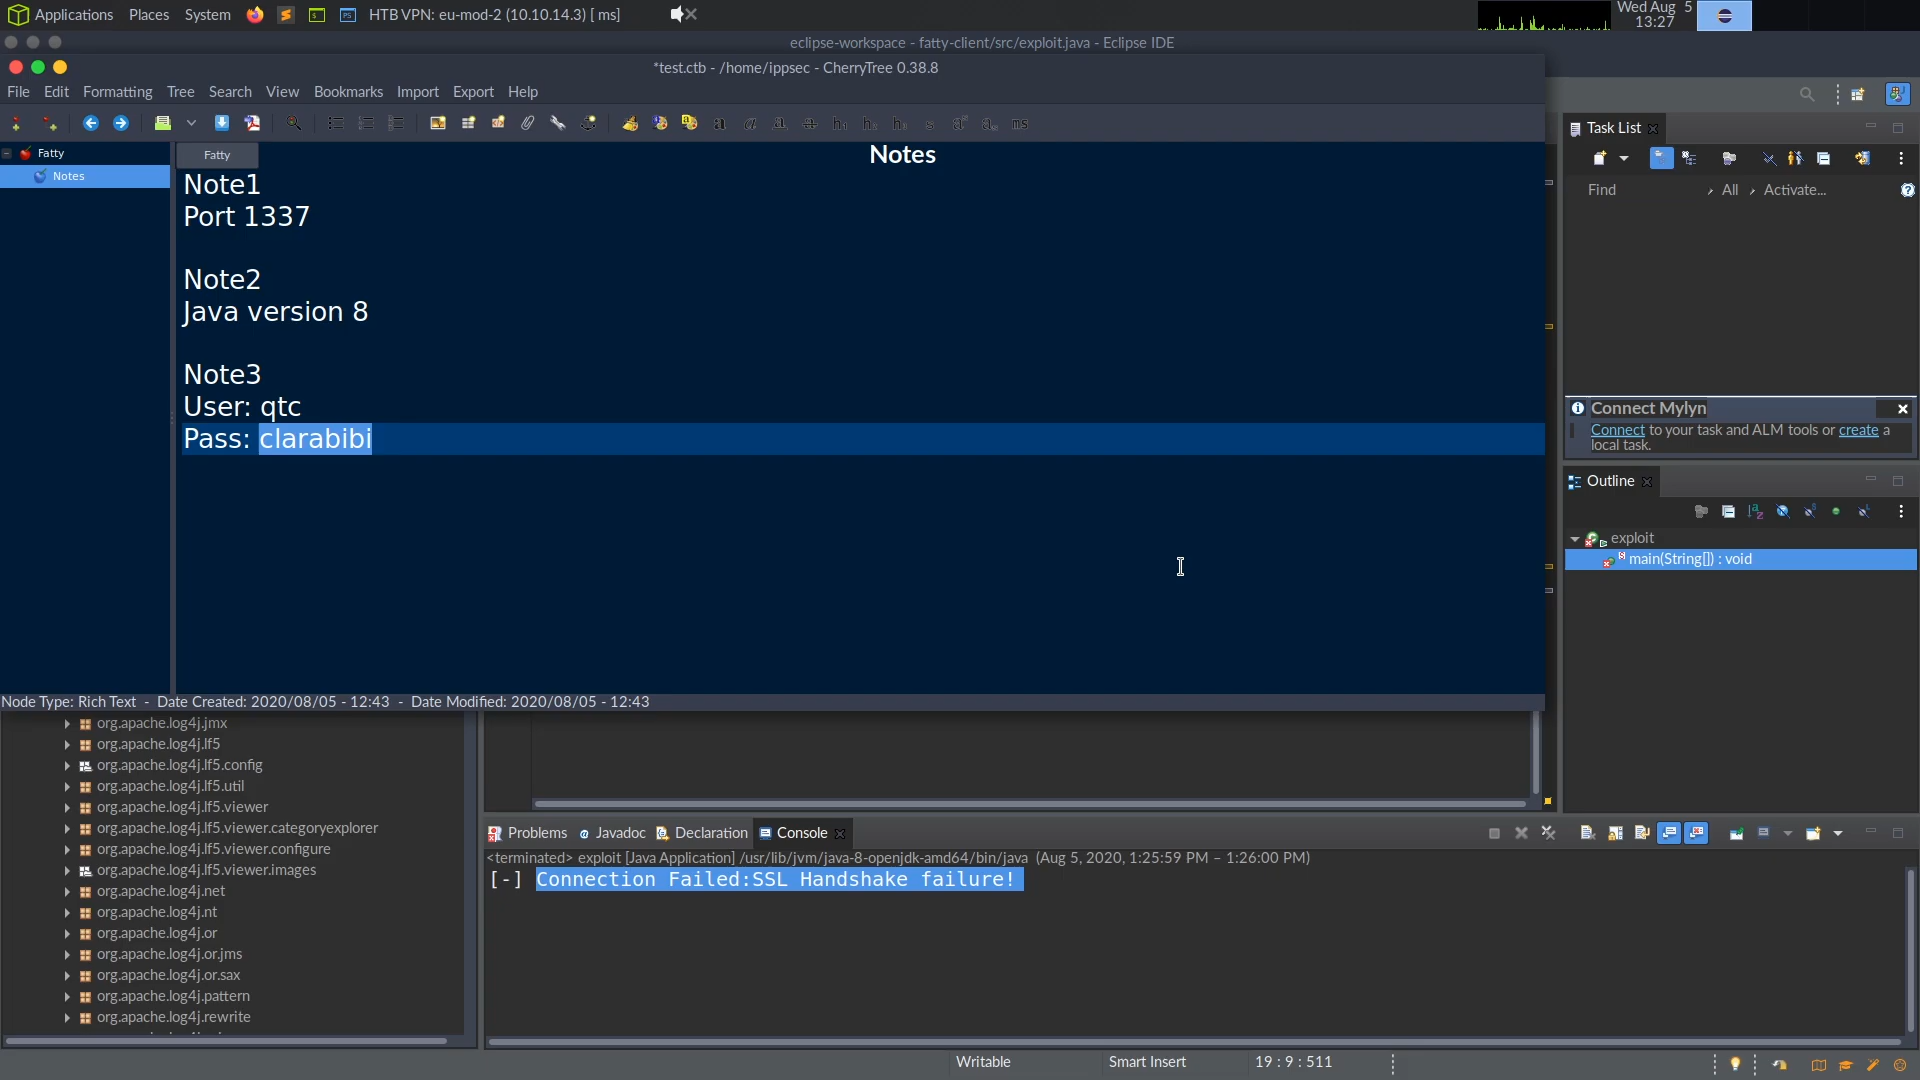 Applications Places System HTB VPN: eu-mod-2 (10.10.14.3) [ ms] Wed Aug 5 13:27
eclipse-workspace - fatty-client/src/exploit.java - Eclipse IDE
*test.ctb - /home/ippsec - CherryTree 0.38.8
File Edit Formatting Tree Search View Bookmarks Import Export Help
Fatty
Notes
Fatty
Notes
Note1
Port 1337
Note2
Java version 8
Note3
User: qtc
Pass: clarabibi
Node Type: Rich Text - Date Created: 2020/08/05 - 12:43 - Date Modified: 2020/08/05 - 12:43
Task List
Find All Activate...
Connect Mylyn
Connect to your task and ALM tools or create a
local task.
Outline
exploit
main(String[]) : void
org.apache.log4j.jmx
org.apache.log4j.lf5
org.apache.log4j.lf5.config
org.apache.log4j.lf5.util
org.apache.log4j.lf5.viewer
org.apache.log4j.lf5.viewer.categoryexplorer
org.apache.log4j.lf5.viewer.configure
org.apache.log4j.lf5.viewer.images
org.apache.log4j.net
org.apache.log4j.nt
org.apache.log4j.or
org.apache.log4j.or.jms
org.apache.log4j.or.sax
org.apache.log4j.pattern
org.apache.log4j.rewrite
Problems Javadoc Declaration Console
<terminated> exploit [Java Application] /usr/lib/jvm/java-8-openjdk-amd64/bin/java (Aug 5, 2020, 1:25:59 PM – 1:26:00 PM)
[-] Connection Failed:SSL Handshake failure!
Writable Smart Insert 19 : 9 : 511